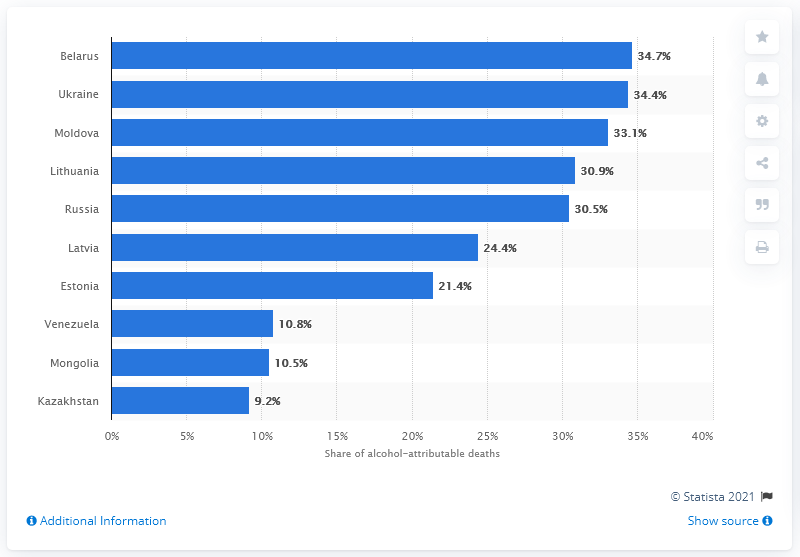 Belarus 34.7%
Ukraine 34.4%
Moldova 33.1%
Lithuania 30.9%
Russia 30.5%
Latvia 24.4%
Estonia 21.4%
Venezuela 10.8%
Mongolia 10.5%
Kazakhstan 9.2%
0% 5% 10% 15% 20% 25% 30% 35% 40%
Share of alcohol-attributable deaths
© Statista 2021
Additional Information Show source